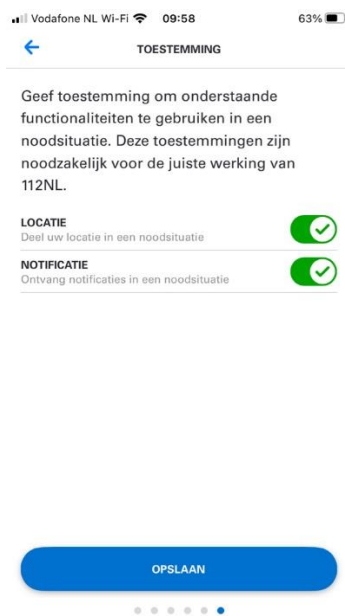 Vodafone NL Wi-Fi 09:58 63%
TOESTEMMING
Geef toestemming om onderstaande
functionaliteiten te gebruiken in een
noodsituatie. Deze toestemmingen zijn
noodzakelijk voor de juiste werking van
112NL.
LOCATIE
Deel uw locatie in een noodsituatie
NOTIFICATIE
Ontvang notificaties in een noodsituatie
OPSLAAN